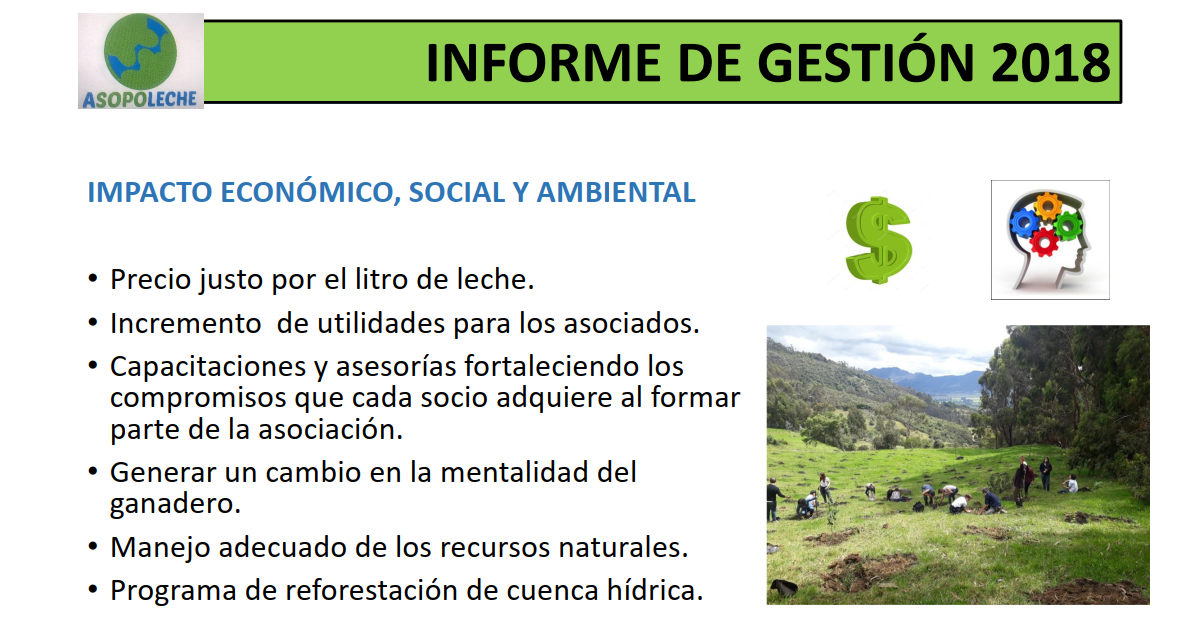 ASOPOLECHE
INFORME DE GESTIÓN 2018
IMPACTO ECONÓMICO, SOCIAL Y AMBIENTAL
• Precio justo por el litro de leche.
• Incremento  de utilidades para los asociados.
• Capacitaciones y asesorías fortaleciendo los
compromisos que cada socio adquiere al formar
parte de la asociación.
• Generar un cambio en la mentalidad del
ganadero.
• Manejo adecuado de los recursos naturales.
• Programa de reforestación de cuenca hídrica.
$